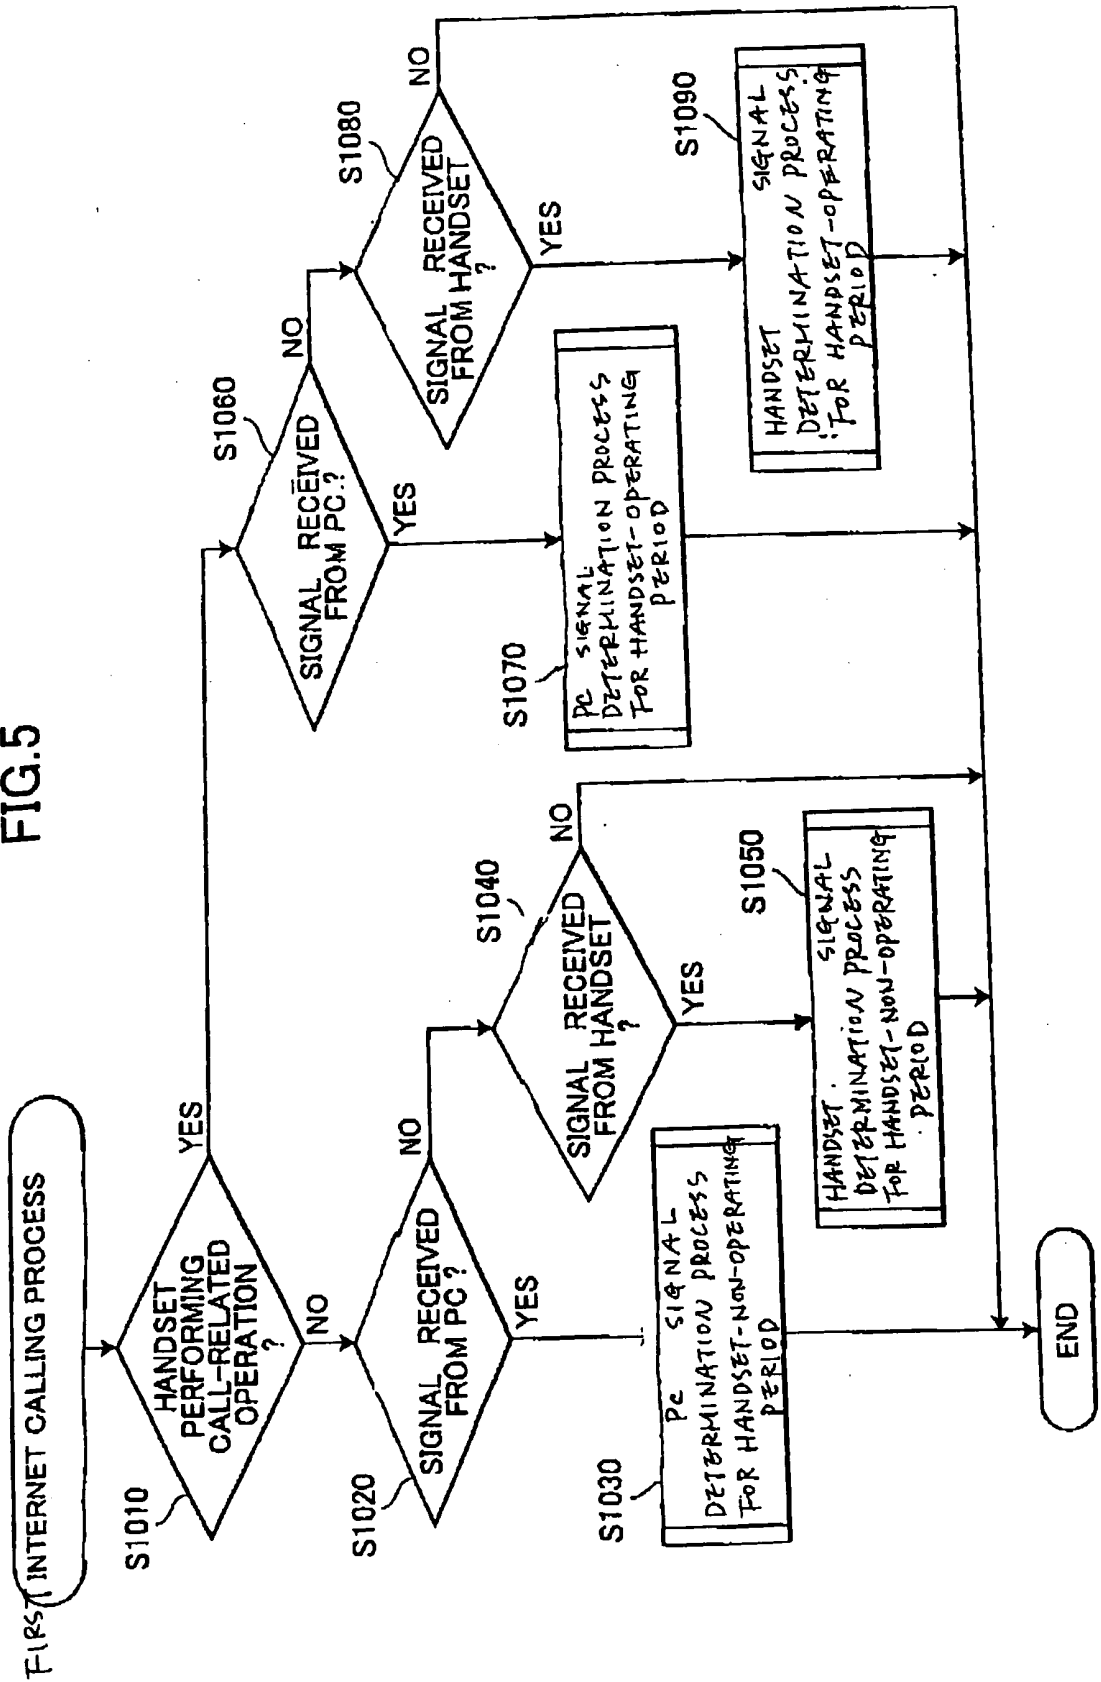 FIG.5
FIRST INTERNET CALLING PROCESS
S1010
HANDSET
PERFORMING
CALL-RELATED
OPERATION
?
YES
NO
S1020
SIGNAL RECEIVED
FROM PC ?
NO
YES
S1030
PC SIGNAL
DETERMINATION PROCESS
FOR HANDSET-NON-OPERATING
PERIOD
S1040
SIGNAL RECEIVED
FROM HANDSET
?
NO
YES
S1050
HANDSET SIGNAL
DETERMINATION PROCESS
FOR HANDSET-NON-OPERATING
PERIOD
S1060
SIGNAL RECEIVED
FROM PC ?
NO
YES
S1070
PC SIGNAL
DETERMINATION PROCESS
FOR HANDSET-OPERATING
PERIOD
S1080
SIGNAL RECEIVED
FROM HANDSET
?
NO
YES
S1090
HANDSET SIGNAL
DETERMINATION PROCESS
FOR HANDSET-OPERATING
PERIOD
END